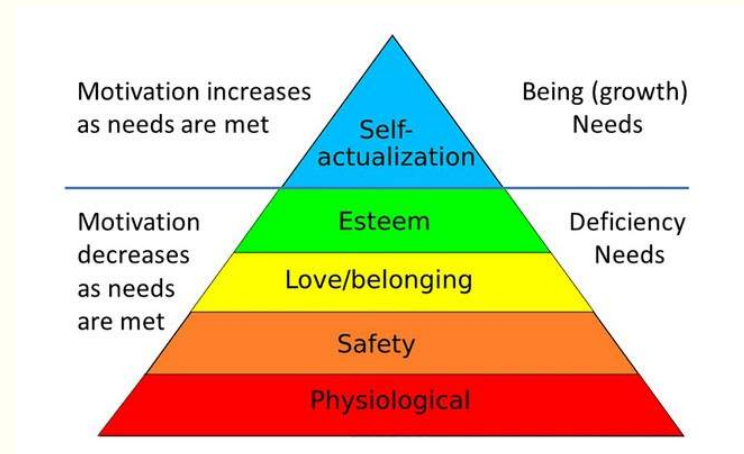 Motivation increases
as needs are met
Being (growth)
Needs
Self-
actualization
Motivation
decreases
as needs
are met
Esteem
Deficiency
Needs
Love/belonging
Safety
Physiological